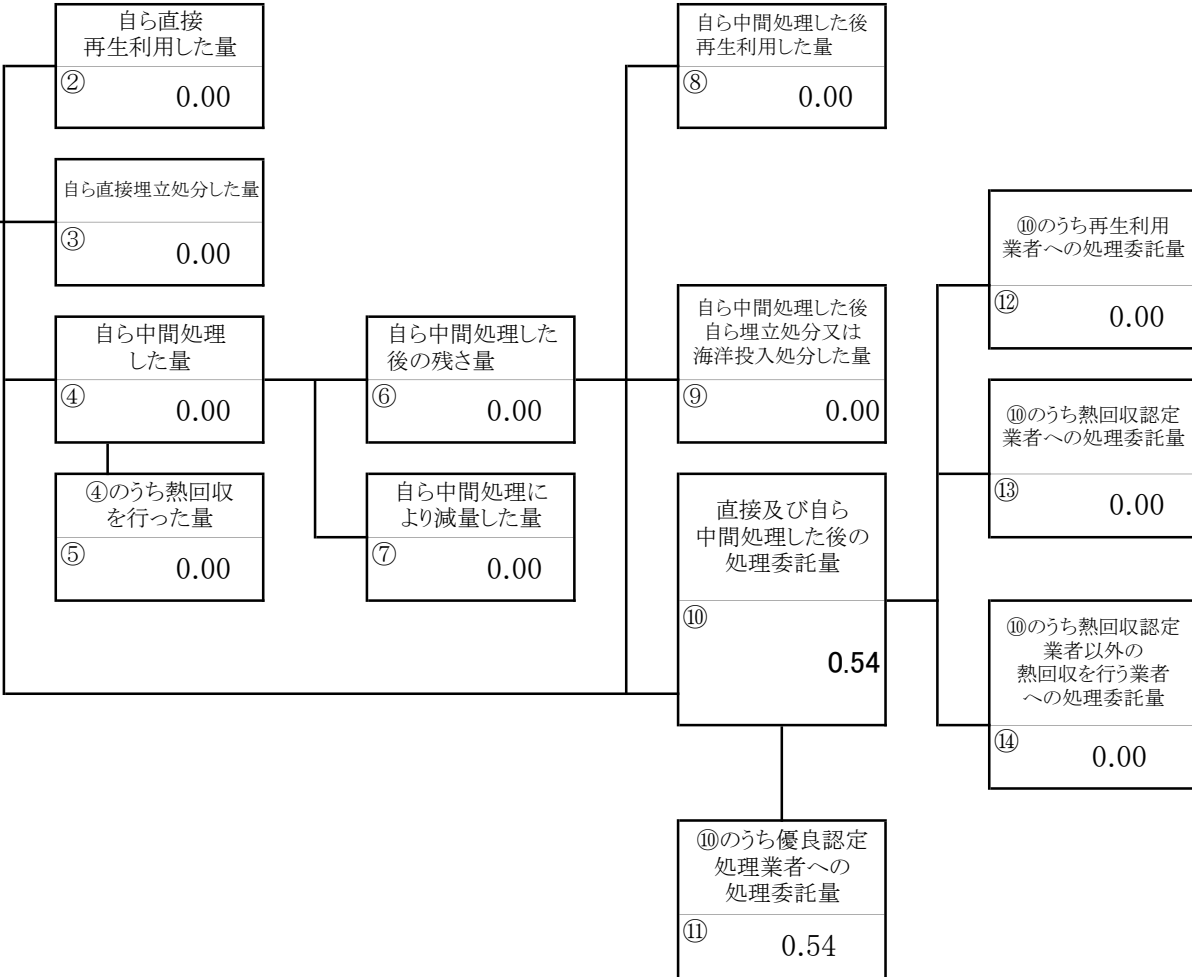 自ら直接
再生利用した量
②
0.00
自ら直接埋立処分した量
③
0.00
自ら中間処理
した量
④
0.00
④のうち熱回収
を行った量
⑤
0.00
自ら中間処理した
後の残さ量
⑥
0.00
自ら中間処理に
より減量した量
⑦
0.00
自ら中間処理した後
再生利用した量
⑧
0.00
自ら中間処理した後
自ら埋立処分又は
海洋投入処分した量
⑨
0.00
直接及び自ら
中間処理した後の
処理委託量
⑩
0.54
⑩のうち優良認定
処理業者への
処理委託量
⑪
0.54
⑩のうち再生利用
業者への処理委託量
⑫
0.00
⑩のうち熱回収認定
業者への処理委託量
⑬
0.00
⑩のうち熱回収認定
業者以外の
熱回収を行う業者
への処理委託量
⑭
0.00